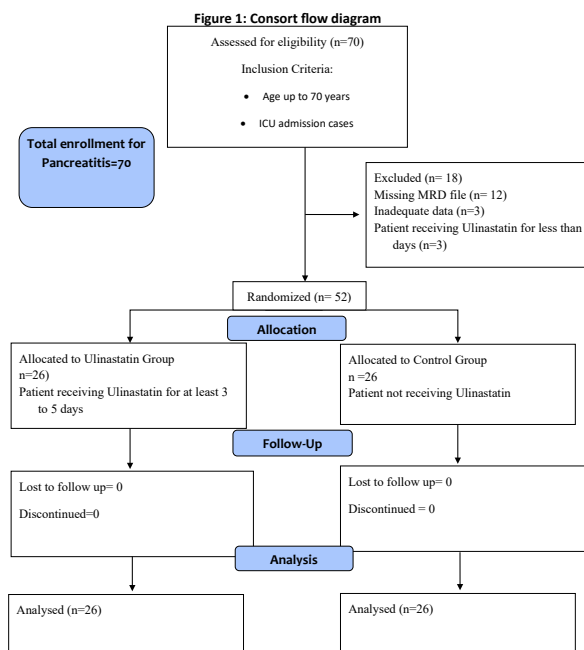 Figure 1: Consort flow diagram
Assessed for eligibility (n=70)
Inclusion Criteria:
• Age up to 70 years
• ICU admission cases
Total enrollment for
Pancreatitis=70
Excluded (n= 18)
Missing MRD file (n= 12)
Inadequate data (n=3)
Patient receiving Ulinastatin for less than
days (n=3)
Randomized (n= 52)
Allocation
Allocated to Ulinastatin Group
n=26)
Patient receiving Ulinastatin for at least 3
to 5 days
Allocated to Control Group
n =26
Patient not receiving Ulinastatin
Follow-Up
Lost to follow up= 0
Discontinued=0
Lost to follow up= 0
Discontinued = 0
Analysis
Analysed (n=26)
Analysed (n=26)